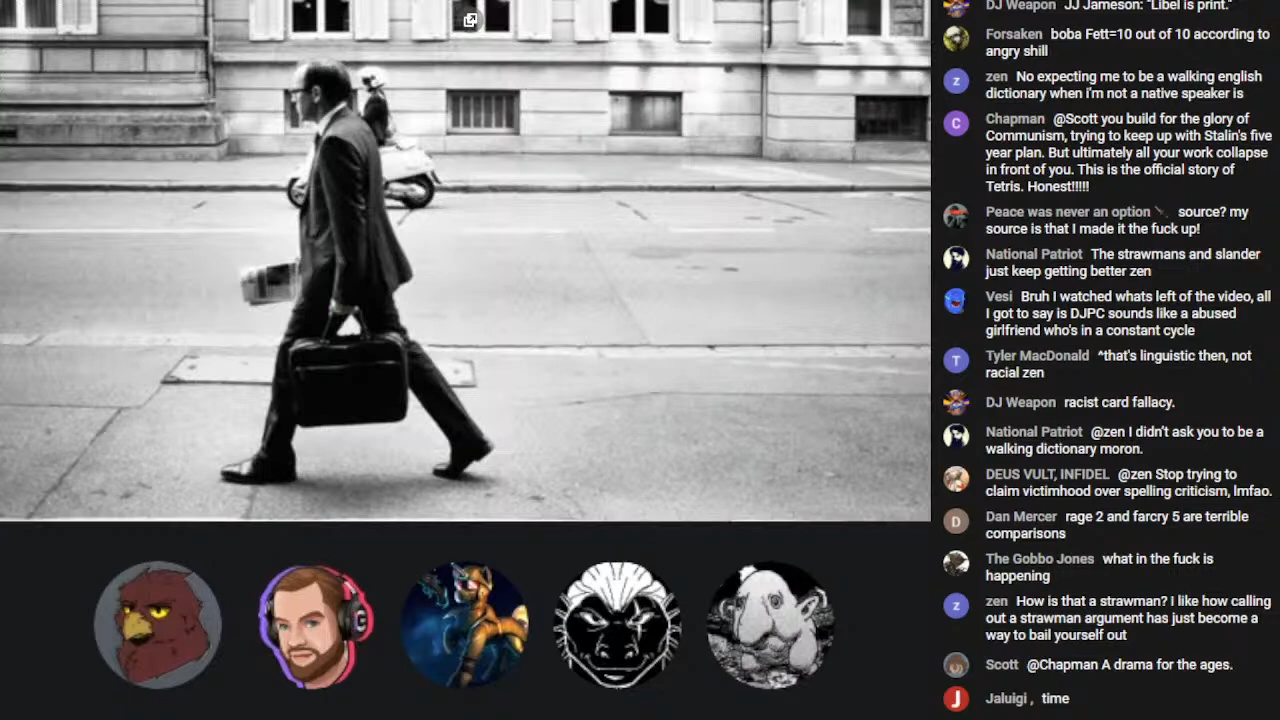 DJ Weapon JJ Jameson: "Libel is print."
Forsaken boba Fett=10 out of 10 according to
angry shill
z
zen No expecting me to be a walking english
dictionary when i'm not a native speaker is
C
Chapman @Scott you build for the glory of
Communism, trying to keep up with Stalin's five
year plan. But ultimately all your work collapse
in front of you. This is the official story of
Tetris. Honest!!!!!
Peace was never an option source? my
source is that I made it the fuck up!
National Patriot The strawmans and slander
just keep getting better zen
Vesi Bruh I watched whats left of the video, all
I got to say is DJPC sounds like a abused
girlfriend who's in a constant cycle
T
Tyler MacDonald ^that's linguistic then, not
racial zen
DJ Weapon racist card fallacy.
National Patriot @zen I didn't ask you to be a
walking dictionary moron.
DEUS VULT, INFIDEL @zen Stop trying to
claim victimhood over spelling criticism, lmfao.
D
Dan Mercer rage 2 and farcry 5 are terrible
comparisons
The Gobbo Jones what in the fuck is
happening
z
zen How is that a strawman? I like how calling
out a strawman argument has just become a
way to bail yourself out
Scott @Chapman A drama for the ages.
J
Jaluigi , time